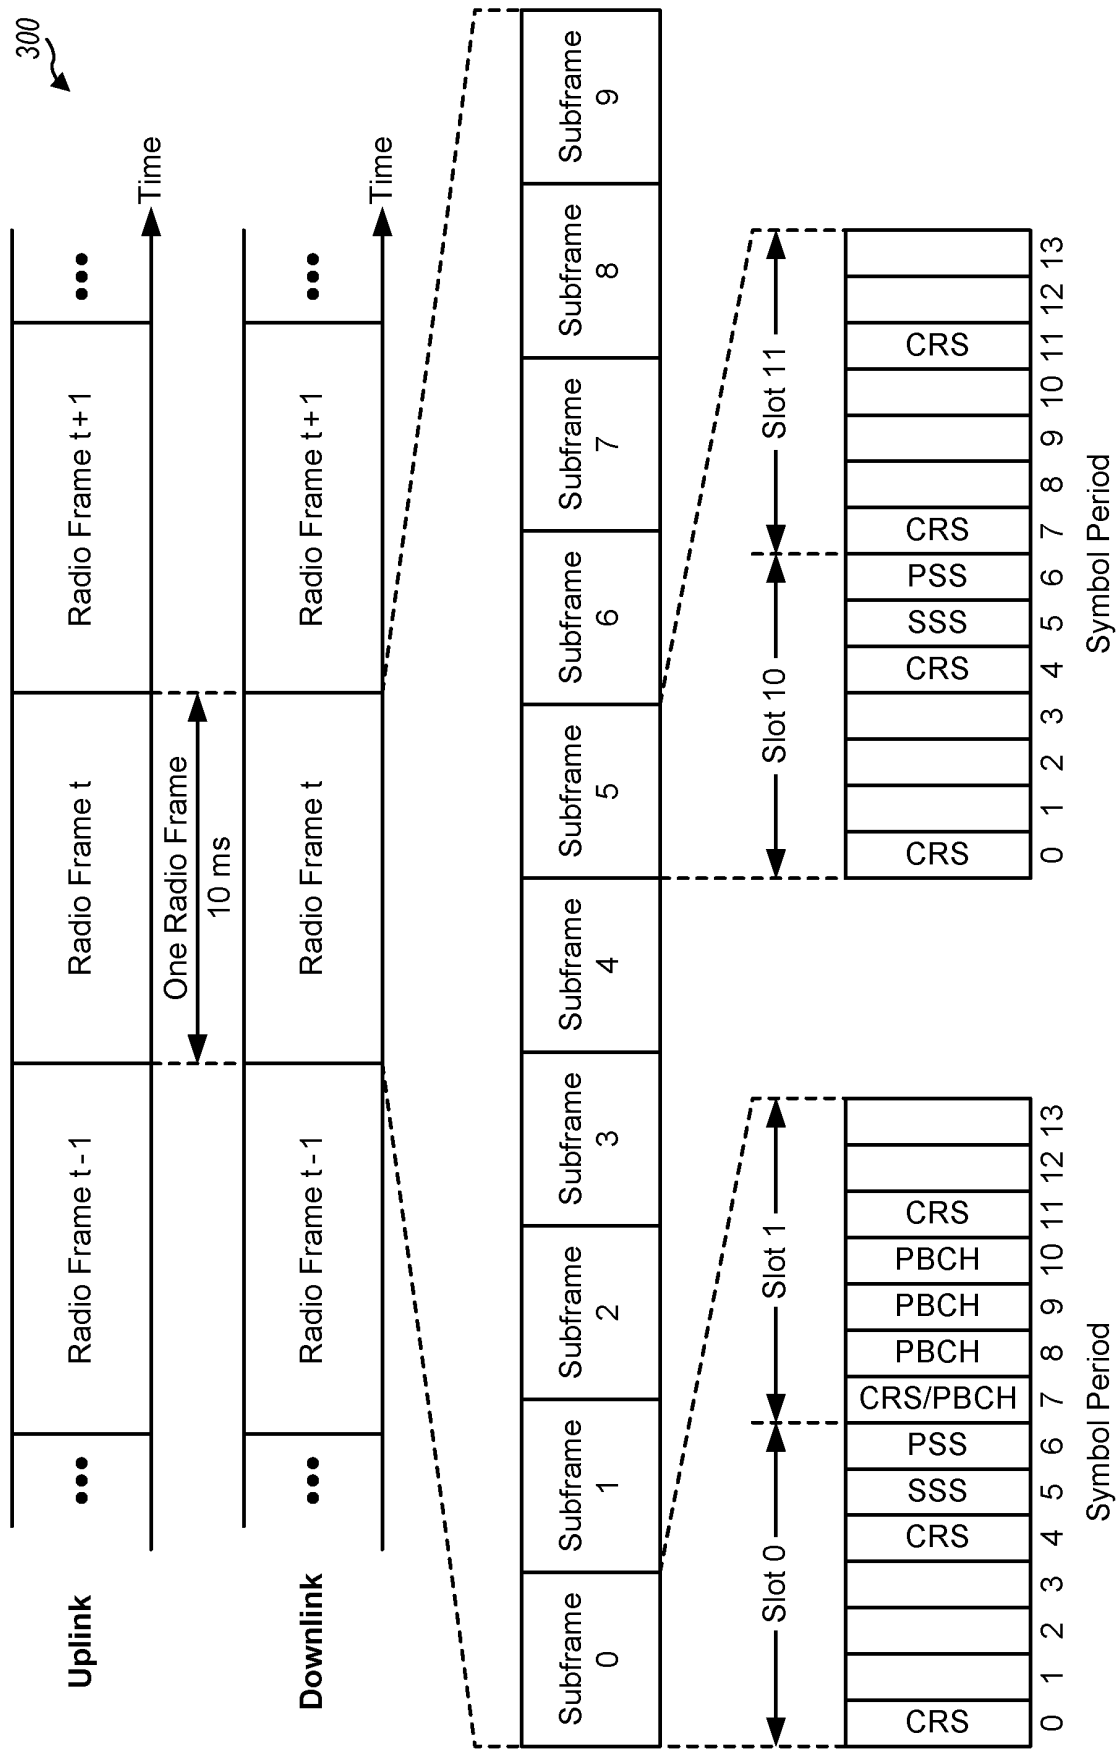 300
Uplink
•••
Radio Frame t - 1
Radio Frame t
Radio Frame t+1
•••
Time
One Radio Frame
10 ms
Downlink
•••
Radio Frame t - 1
Radio Frame t
Radio Frame t+1
•••
Time
Subframe
0
Subframe
1
Subframe
2
Subframe
3
Subframe
4
Subframe
5
Subframe
6
Subframe
7
Subframe
8
Subframe
9
Slot 0
Slot 1
CRS
CRS
SSS
PSS
CRS/PBCH
PBCH
PBCH
PBCH
CRS
0 1 2 3 4 5 6 7 8 9 10 11 12 13
Symbol Period
Slot 10
Slot 11
CRS
CRS
SSS
PSS
CRS
CRS
0 1 2 3 4 5 6 7 8 9 10 11 12 13
Symbol Period